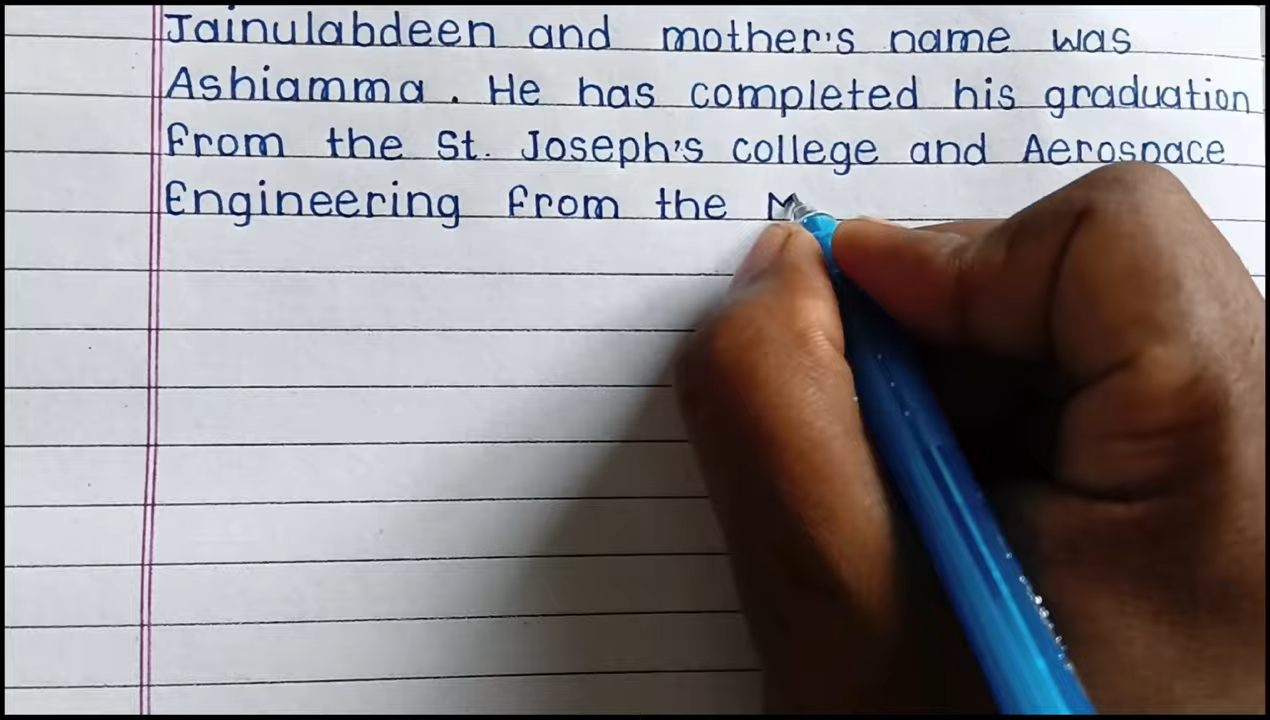 Jainulabdeen and mother's name was
Ashiamma. He has completed his graduation
from the St. Joseph's college and Aerospace
Engineering from the